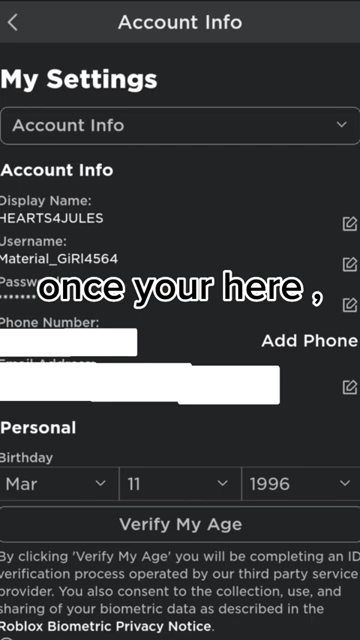 Account Info
My Settings
Account Info
Account Info
Display Name:
HEARTS4JULES
Username:
Material_GiRl4564
*******
once your here ,
Phone Number:
Add Phone
Personal
Birthday
Mar
11
1996
Verify My Age
By clicking 'Verify My Age' you will be completing an ID
verification process operated by our third party service
provider. You also consent to the collection, use, and
sharing of your biometric data as described in the
Roblox Biometric Privacy Notice.